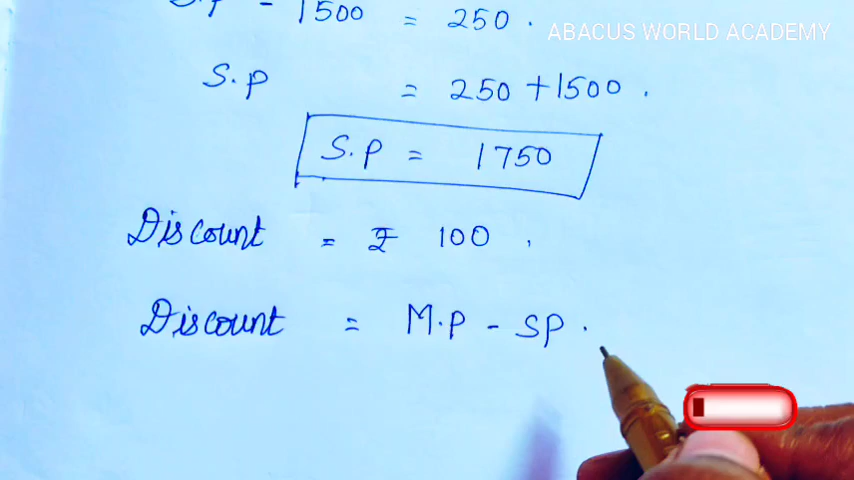 S.P - 1500 = 250.
ABACUS WORLD ACADEMY
S.p = 250 + 1500.
S.P = 1750
Discount = ₹ 100.
Discount = M.P - SP.